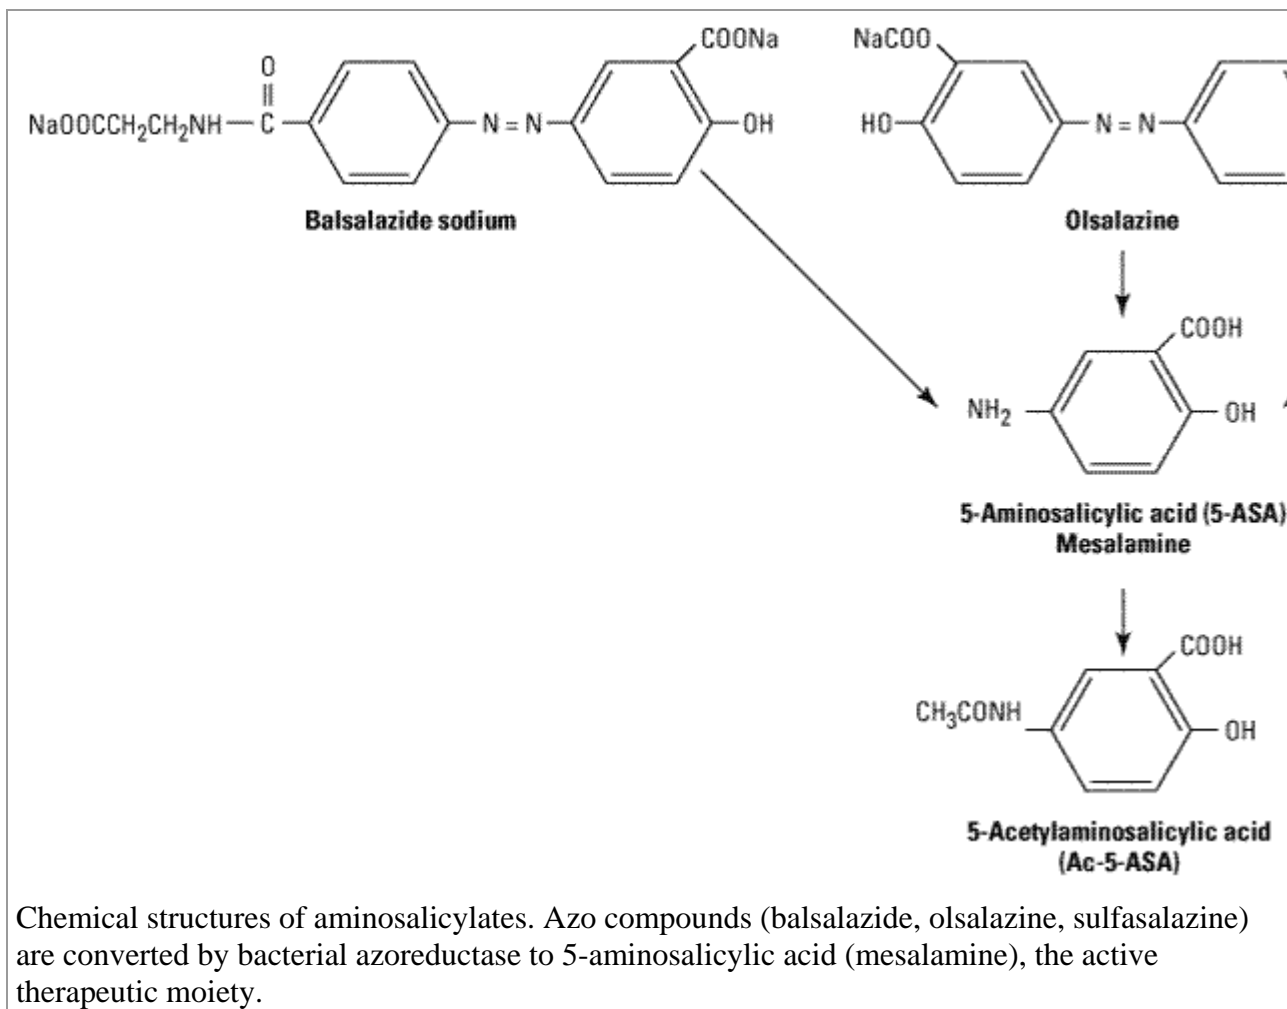 COONa
O
NaOOCCH2CH2NH C N = N OH
Balsalazide sodium
NaCOO
HO N = N
Olsalazine
COOH
NH2 OH
5-Aminosalicylic acid (5-ASA)
Mesalamine
COOH
CH3CONH OH
5-Acetylaminosalicylic acid
(Ac-5-ASA)
Chemical structures of aminosalicylates. Azo compounds (balsalazide, olsalazine, sulfasalazine)
are converted by bacterial azoreductase to 5-aminosalicylic acid (mesalamine), the active
therapeutic moiety.